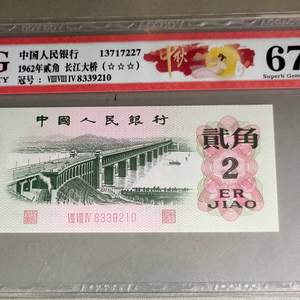 G
中国人民银行 13717227
1962年贰角 长江大桥 (☆☆☆)
冠号: VIIIVIII IV 8339210
中秋
67
Superb Gem
中國人民銀行
貳角
2
ER
JIAO
VIIIVIII IV 8339210